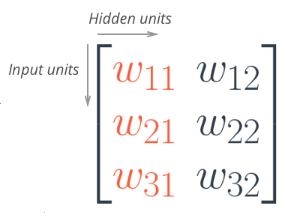 Hidden units
Input units
w11 w12
w21 w22
w31 w32